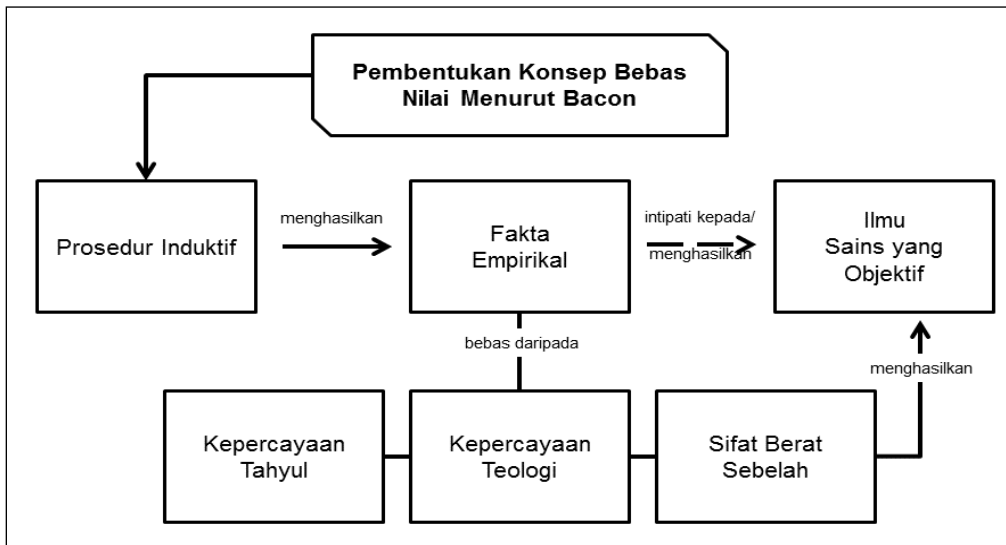 Pembentukan Konsep Bebas
Nilai Menurut Bacon
Prosedur Induktif
menghasilkan
Fakta
Empirikal
intipati kepada/
menghasilkan
Ilmu
Sains yang
Objektif
bebas daripada
menghasilkan
Kepercayaan
Tahyul
Kepercayaan
Teologi
Sifat Berat
Sebelah